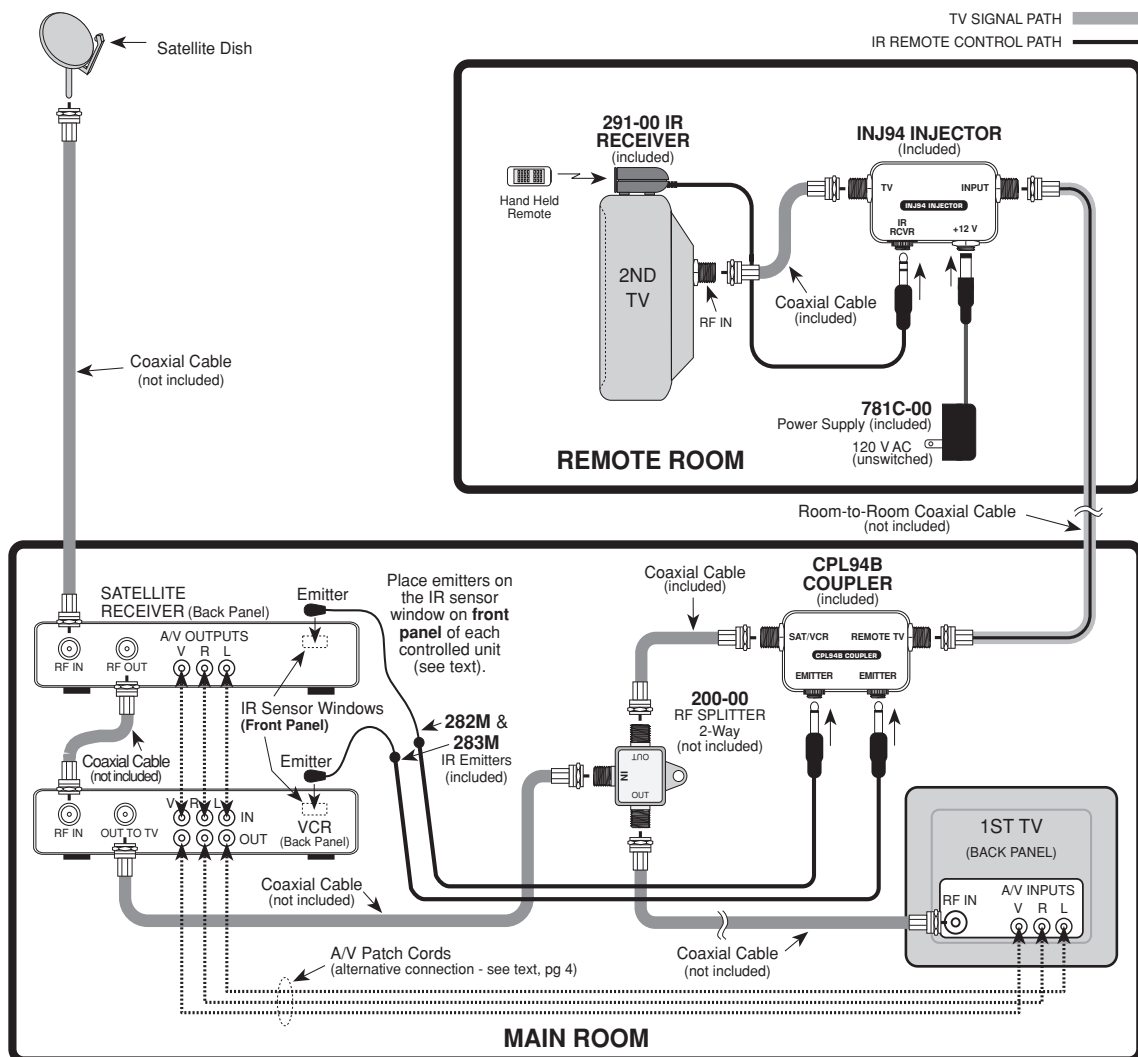 TV SIGNAL PATH
IR REMOTE CONTROL PATH
Satellite Dish
291-00 IR
RECEIVER
(included)
Hand Held
Remote
INJ94 INJECTOR
(Included)
TV
INPUT
INJ94 INJECTOR
IR
RCVR
+12 V
2ND
TV
RF IN
Coaxial Cable
(included)
781C-00
Power Supply (included)
120 V AC
(unswitched)
REMOTE ROOM
Coaxial Cable
(not included)
Room-to-Room Coaxial Cable
(not included)
SATELLITE
RECEIVER (Back Panel)
Emitter
A/V OUTPUTS
V R L
RF IN
RF OUT
Place emitters on
the IR sensor
window on front
panel of each
controlled unit
(see text).
Coaxial Cable
(included)
CPL94B
COUPLER
(included)
SAT/VCR
REMOTE TV
CPL94B COUPLER
EMITTER
EMITTER
IR Sensor Windows
(Front Panel)
282M &
283M
IR Emitters
(included)
200-00
RF SPLITTER
2-Way
(not included)
OUT
IN
OUT
Coaxial Cable
(not included)
Emitter
V R L
IN
OUT
RF IN
OUT TO TV
VCR
(Back Panel)
Coaxial Cable
(not included)
1ST TV
(BACK PANEL)
RF IN
A/V INPUTS
V R L
A/V Patch Cords
(alternative connection - see text, pg 4)
Coaxial Cable
(not included)
MAIN ROOM